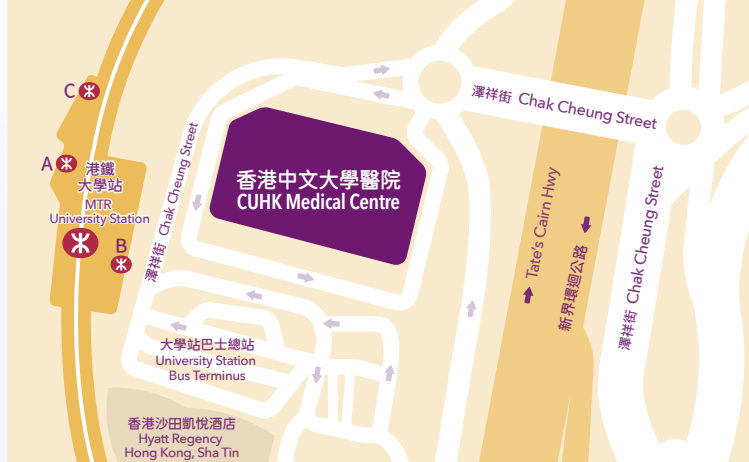 C
A
港鐵
大學站
MTR
University Station
B
澤祥街 Chak Cheung Street
香港中文大學醫院
CUHK Medical Centre
澤祥街 Chak Cheung Street
Tate's Cairn Hwy
新界環迴公路
澤祥街 Chak Cheung Street
大學站巴士總站
University Station
Bus Terminus
香港沙田凱悅酒店
Hyatt Regency
Hong Kong, Sha Tin